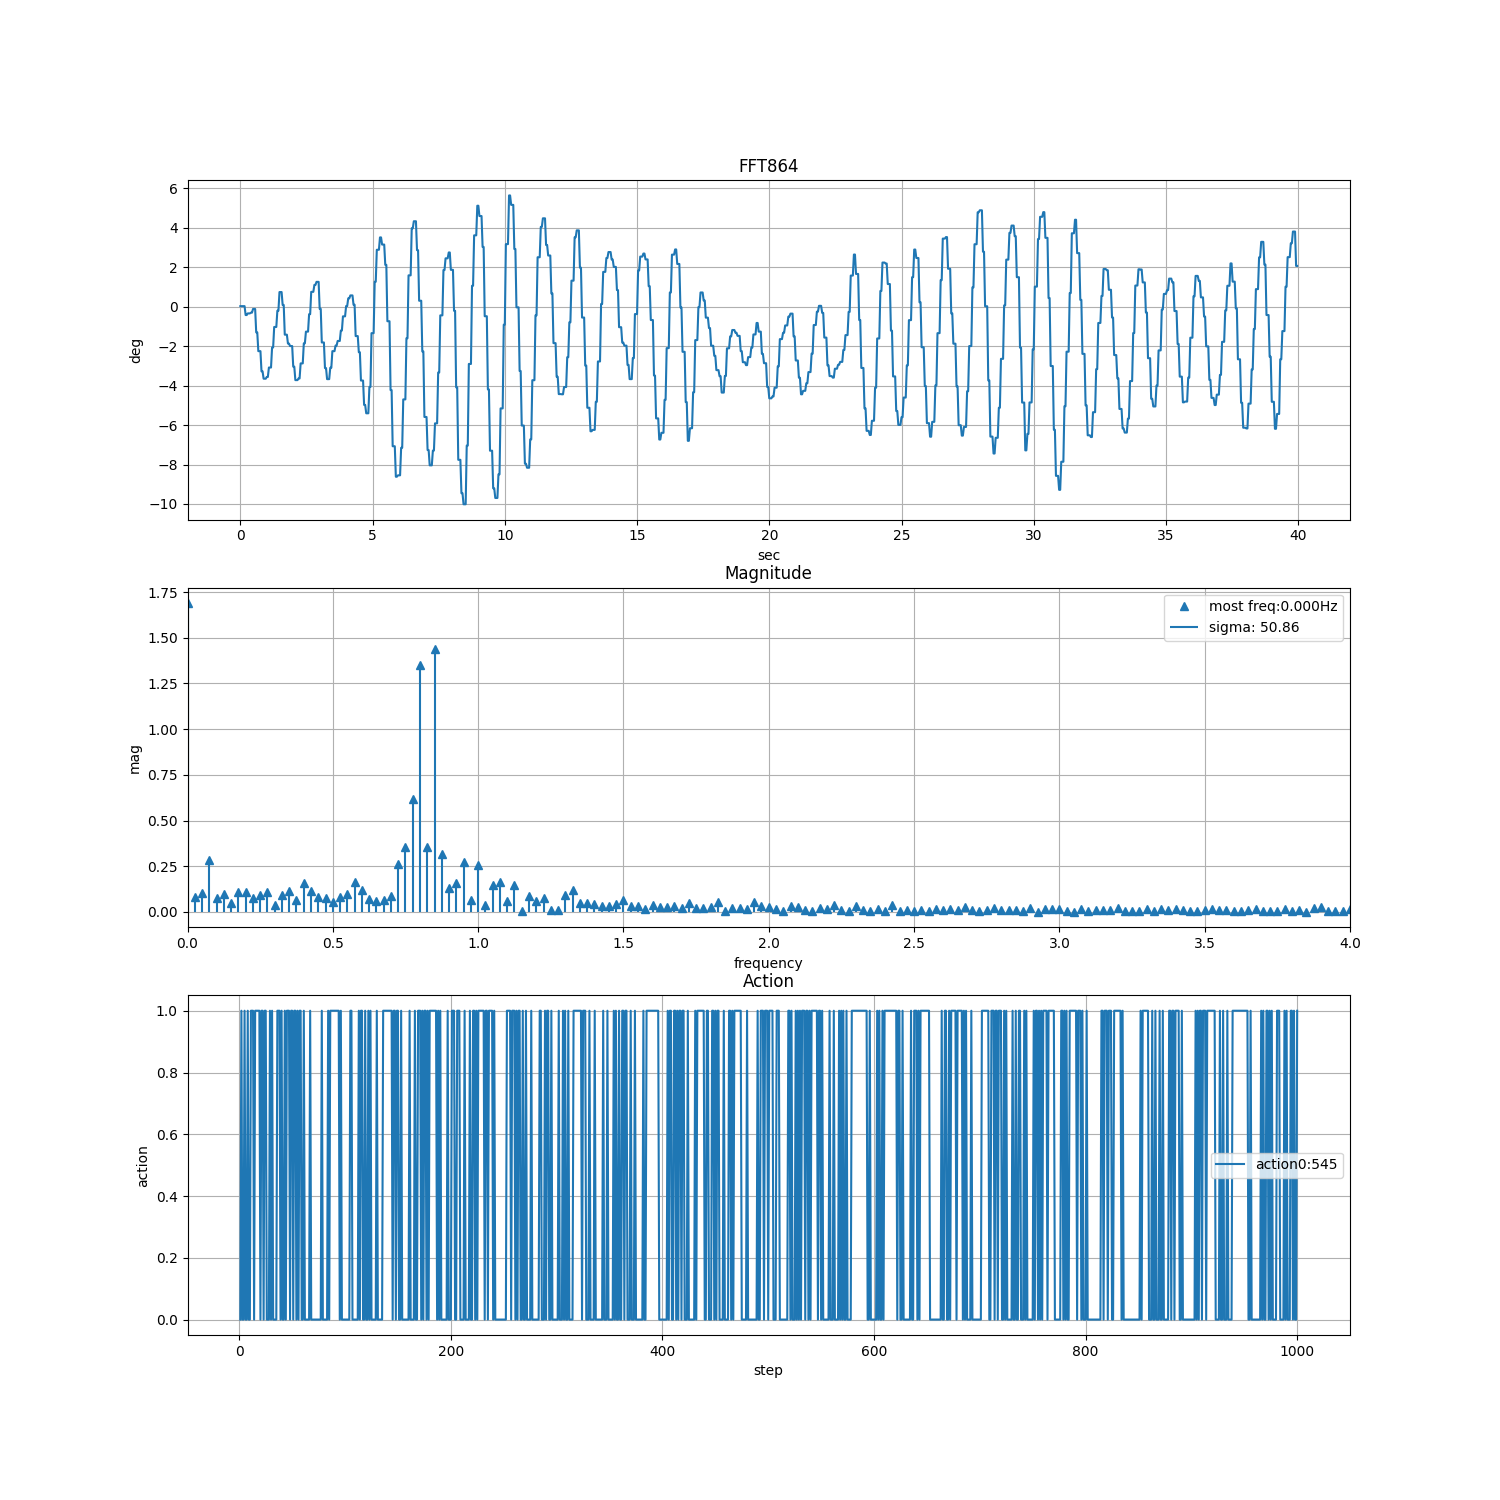 FFT864
6
4
2
0
−2
−4
−6
−8
−10
deg
0 5 10 15 20 25 30 35 40
sec
Magnitude
1.75
1.50
1.25
1.00
0.75
0.50
0.25
0.00
mag
most freq:0.000Hz
sigma: 50.86
0.0 0.5 1.0 1.5 2.0 2.5 3.0 3.5 4.0
frequency
Action
1.0
0.8
0.6
0.4
0.2
0.0
action
action0:545
0 200 400 600 800 1000
step